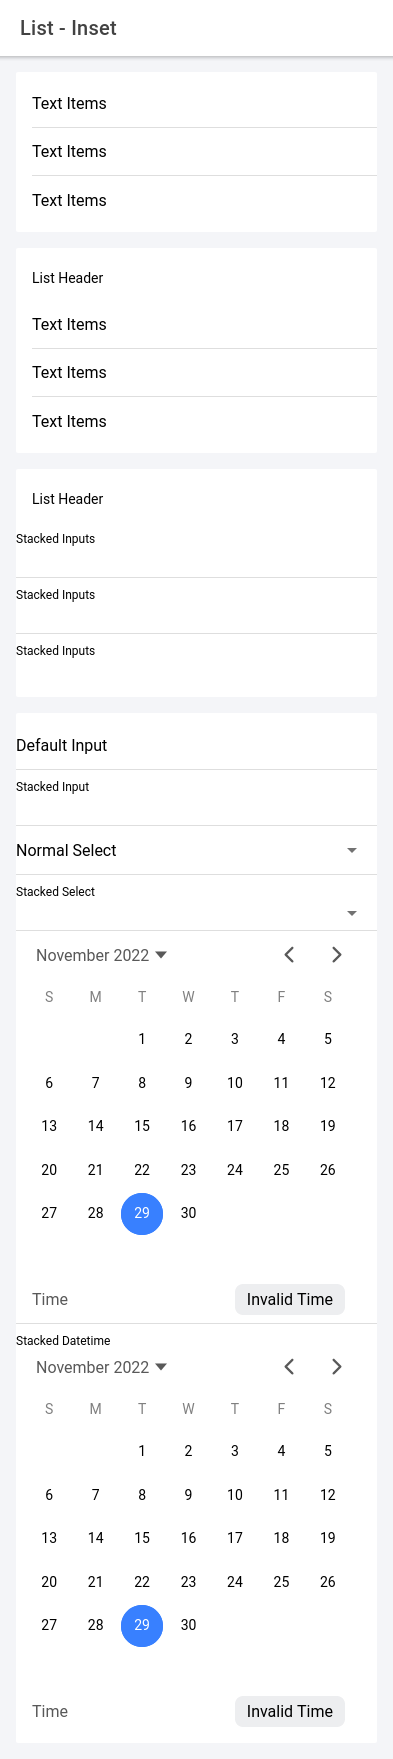 List - Inset
Text Items
Text Items
Text Items
List Header
Text Items
Text Items
Text Items
List Header
Stacked Inputs
Stacked Inputs
Stacked Inputs
Default Input
Stacked Input
Normal Select
Stacked Select
November 2022
S M T W T F S
1 2 3 4 5
6 7 8 9 10 11 12
13 14 15 16 17 18 19
20 21 22 23 24 25 26
27 28 29 30
Time Invalid Time
Stacked Datetime
November 2022
S M T W T F S
1 2 3 4 5
6 7 8 9 10 11 12
13 14 15 16 17 18 19
20 21 22 23 24 25 26
27 28 29 30
Time Invalid Time